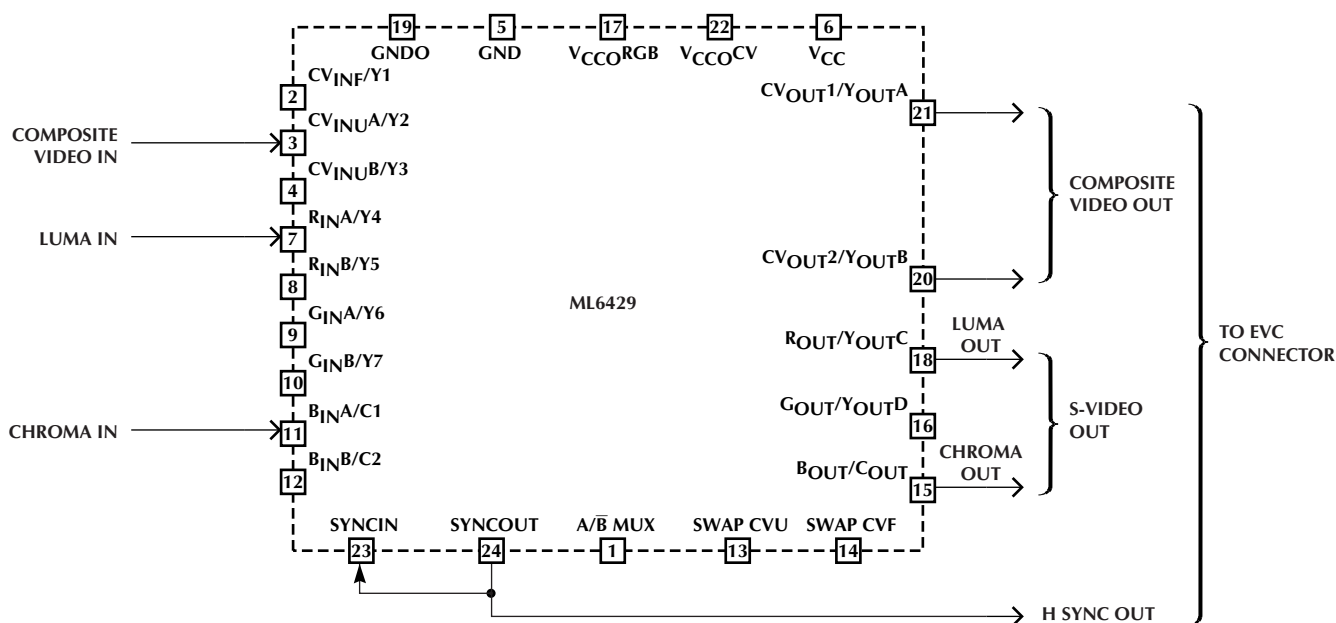 19 5 17 22 6
GNDO GND VCCORGB VCCOCV VCC
CVINF/Y1
2
CVINUA/Y2
COMPOSITE
VIDEO IN
3
CVINUB/Y3
4
RINA/Y4
LUMA IN
7
RINB/Y5
8
GINA/Y6
9
GINB/Y7
10
BINA/C1
CHROMA IN
11
BINB/C2
12
ML6429
CVOUT1/YOUTA
21
COMPOSITE
VIDEO OUT
CVOUT2/YOUTB
20
ROUT/YOUTC
LUMA
OUT
18
GOUT/YOUTD
16
S-VIDEO
OUT
BOUT/COUT
CHROMA
OUT
15
TO EVC
CONNECTOR
SYNCIN SYNCOUT A/B̅ MUX SWAP CVU SWAP CVF
23 24 1 13 14
H SYNC OUT